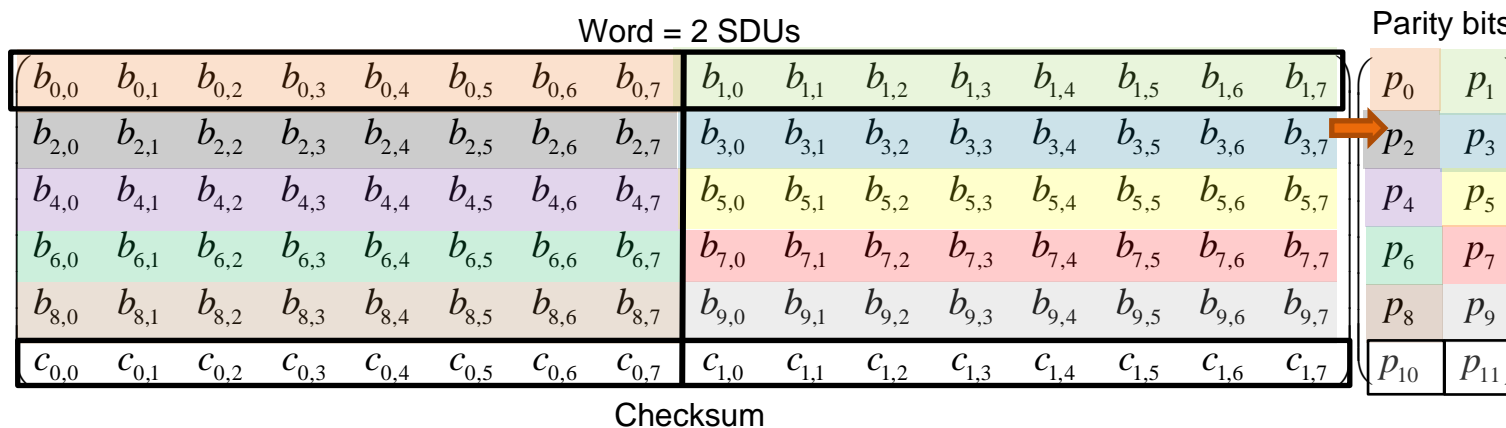 Word = 2 SDUs Parity bits
b0,0 b0,1 b0,2 b0,3 b0,4 b0,5 b0,6 b0,7 b1,0 b1,1 b1,2 b1,3 b1,4 b1,5 b1,6 b1,7 p0 p1
b2,0 b2,1 b2,2 b2,3 b2,4 b2,5 b2,6 b2,7 b3,0 b3,1 b3,2 b3,3 b3,4 b3,5 b3,6 b3,7 p2 p3
b4,0 b4,1 b4,2 b4,3 b4,4 b4,5 b4,6 b4,7 b5,0 b5,1 b5,2 b5,3 b5,4 b5,5 b5,6 b5,7 p4 p5
b6,0 b6,1 b6,2 b6,3 b6,4 b6,5 b6,6 b6,7 b7,0 b7,1 b7,2 b7,3 b7,4 b7,5 b7,6 b7,7 p6 p7
b8,0 b8,1 b8,2 b8,3 b8,4 b8,5 b8,6 b8,7 b9,0 b9,1 b9,2 b9,3 b9,4 b9,5 b9,6 b9,7 p8 p9
c0,0 c0,1 c0,2 c0,3 c0,4 c0,5 c0,6 c0,7 c1,0 c1,1 c1,2 c1,3 c1,4 c1,5 c1,6 c1,7 p10 p11
Checksum